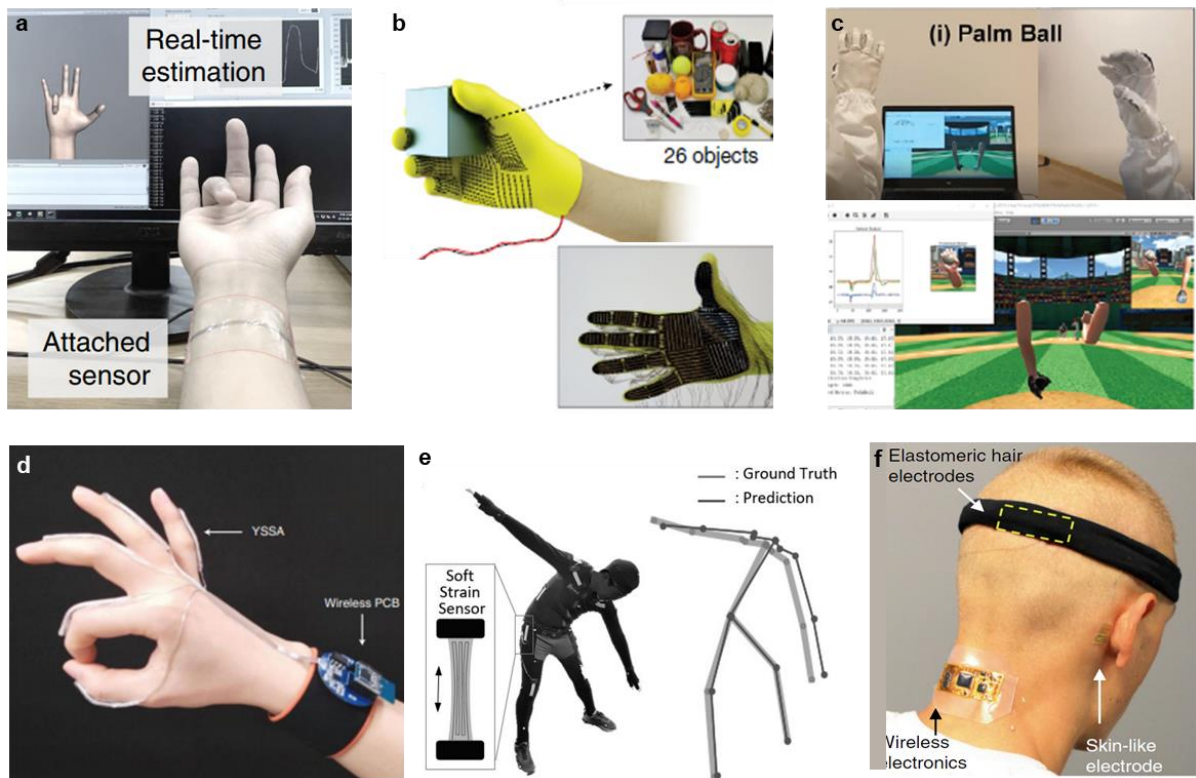 a
Real-time
estimation
Attached
sensor
b
26 objects
c
(i) Palm Ball
d
YSSA
Wireless PCB
e
: Ground Truth
: Prediction
Soft
Strain
Sensor
f
Elastomeric hair
electrodes
Wireless
electronics
Skin-like
electrode